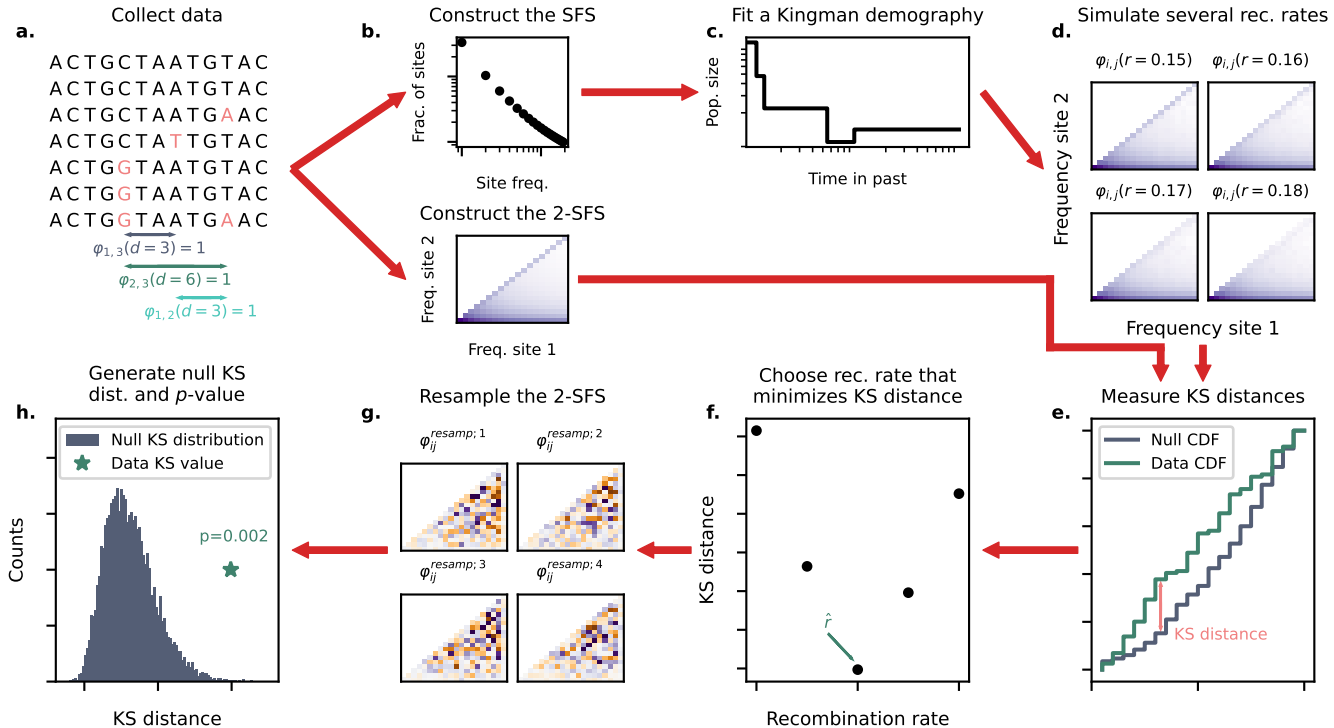 Collect data
a.
ACTGCTAATGTAC
ACTGCTAATGTAC
ACTGCTAATGAAC
ACTGCTATTGTAC
ACTGGTAATGTAC
ACTGGTAATGTAC
ACTGGTAATGAAC
φ1,3(d = 3) = 1
φ2,3(d = 6) = 1
φ1,2(d = 3) = 1
Construct the SFS
b.
Frac. of sites
Site freq.
Construct the 2-SFS
Freq. site 2
Freq. site 1
Fit a Kingman demography
c.
Pop. size
Time in past
Simulate several rec. rates
d.
φi,j(r = 0.15)
φi,j(r = 0.16)
φi,j(r = 0.17)
φi,j(r = 0.18)
Frequency site 2
Frequency site 1
Measure KS distances
e.
Null CDF
Data CDF
KS distance
Choose rec. rate that
minimizes KS distance
f.
KS distance
r̂
Recombination rate
Resample the 2-SFS
g.
φij^resamp; 1
φij^resamp; 2
φij^resamp; 3
φij^resamp; 4
Generate null KS
dist. and p-value
h.
Null KS distribution
Data KS value
p=0.002
Counts
KS distance